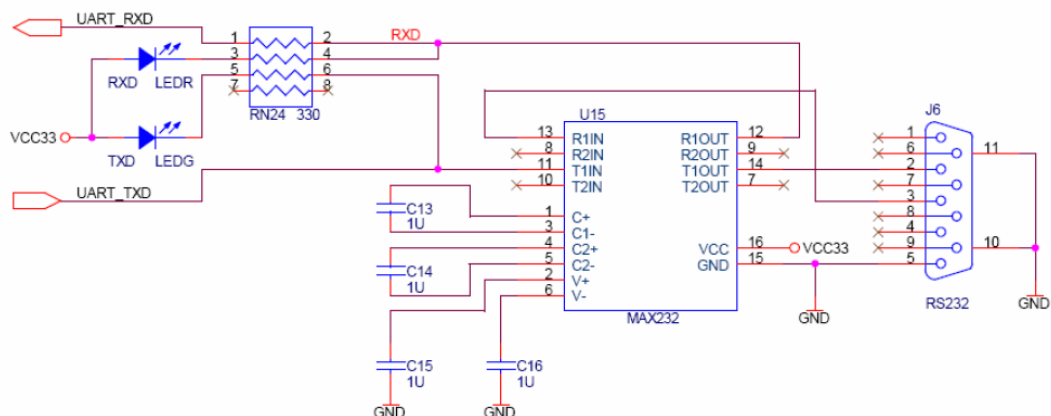 UART_RXD
1 2 RXD
3 4
5 6
7 8
RXD LEDR
RN24 330
VCC33
TXD LEDG
UART_TXD
U15
13 R1IN R1OUT 12
8 R2IN R2OUT 9
11 T1IN T1OUT 14
10 T2IN T2OUT 7
1 C+
3 C1-
4 C2+ VCC 16 VCC33
5 C2- GND 15
2 V+
6 V-
MAX232
C13
1U
C14
1U
C15
1U
GND
C16
1U
GND
GND
J6
1
6
2
7
3
8
4
9
5
11
10
RS232
GND